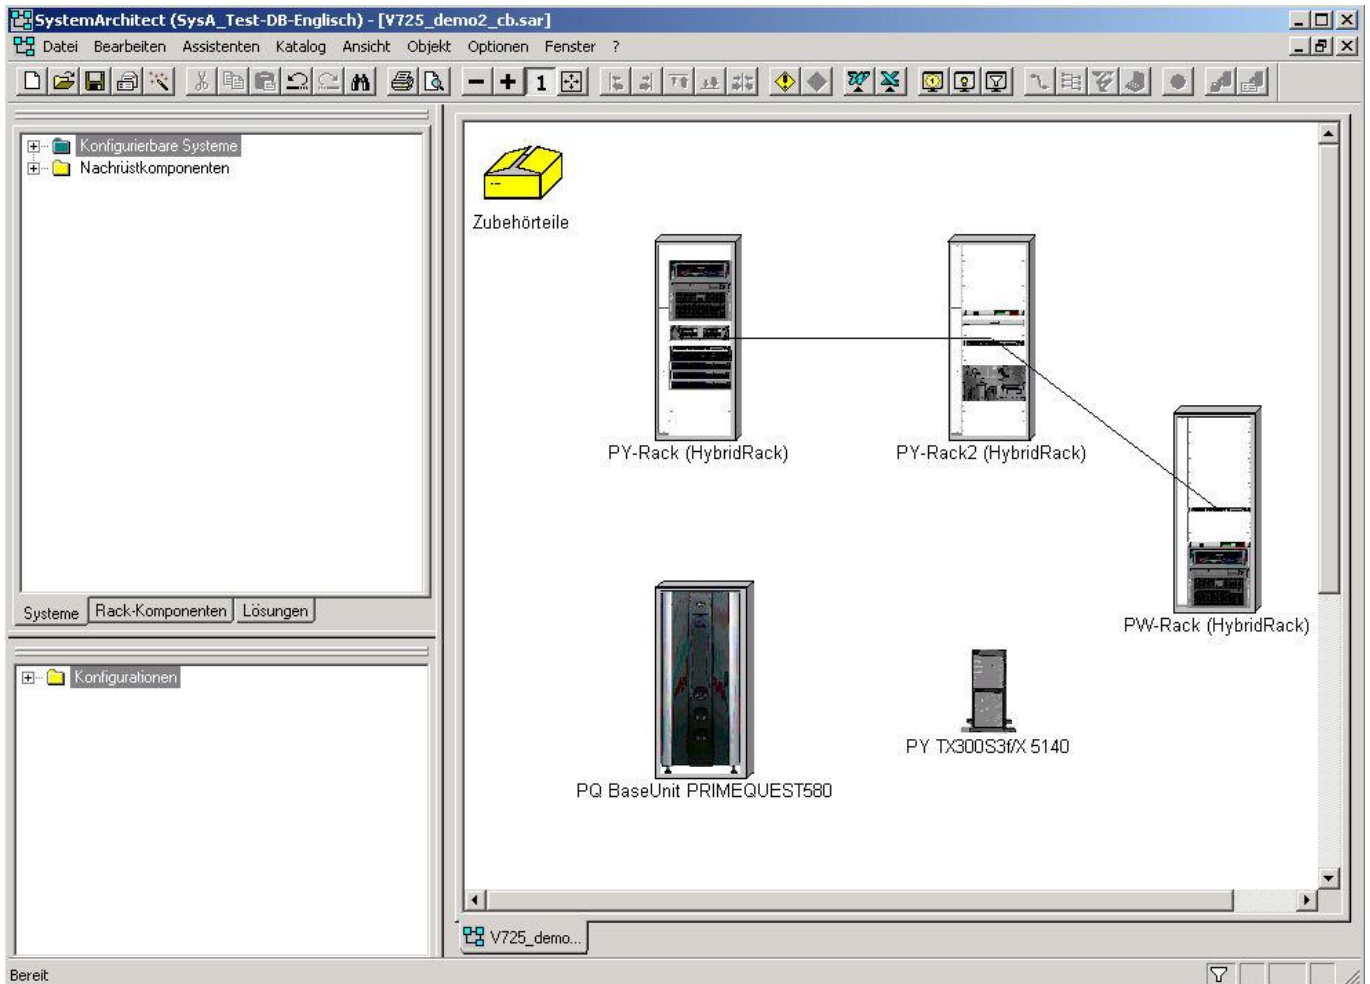 SystemArchitect (SysA_Test-DB-Englisch) - [V725_demo2_cb.sar]
Datei Bearbeiten Assistenten Katalog Ansicht Objekt Optionen Fenster ?
1
Konfigurierbare Systeme
Nachrüstkomponenten
Systeme Rack-Komponenten Lösungen
Konfigurationen
Zubehörteile
PY-Rack (HybridRack)
PY-Rack2 (HybridRack)
PW-Rack (HybridRack)
PQ BaseUnit PRIMEQUEST580
PY TX300S3f/X 5140
V725_demo...
Bereit